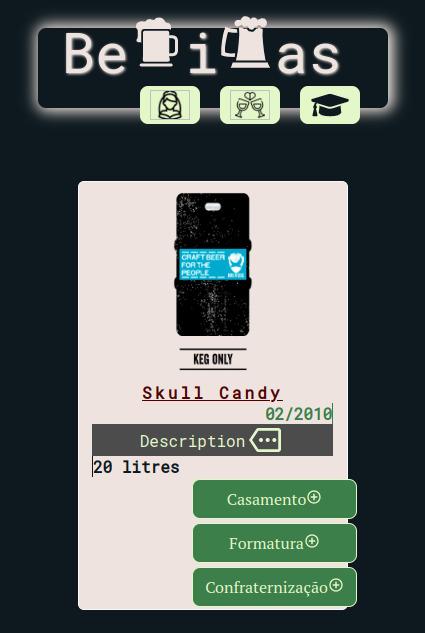 Be i as
CRAFT BEER
FOR THE
PEOPLE
KEG ONLY
Skull Candy
02/2010
Description
20 litres
Casamento
Formatura
Confraternização